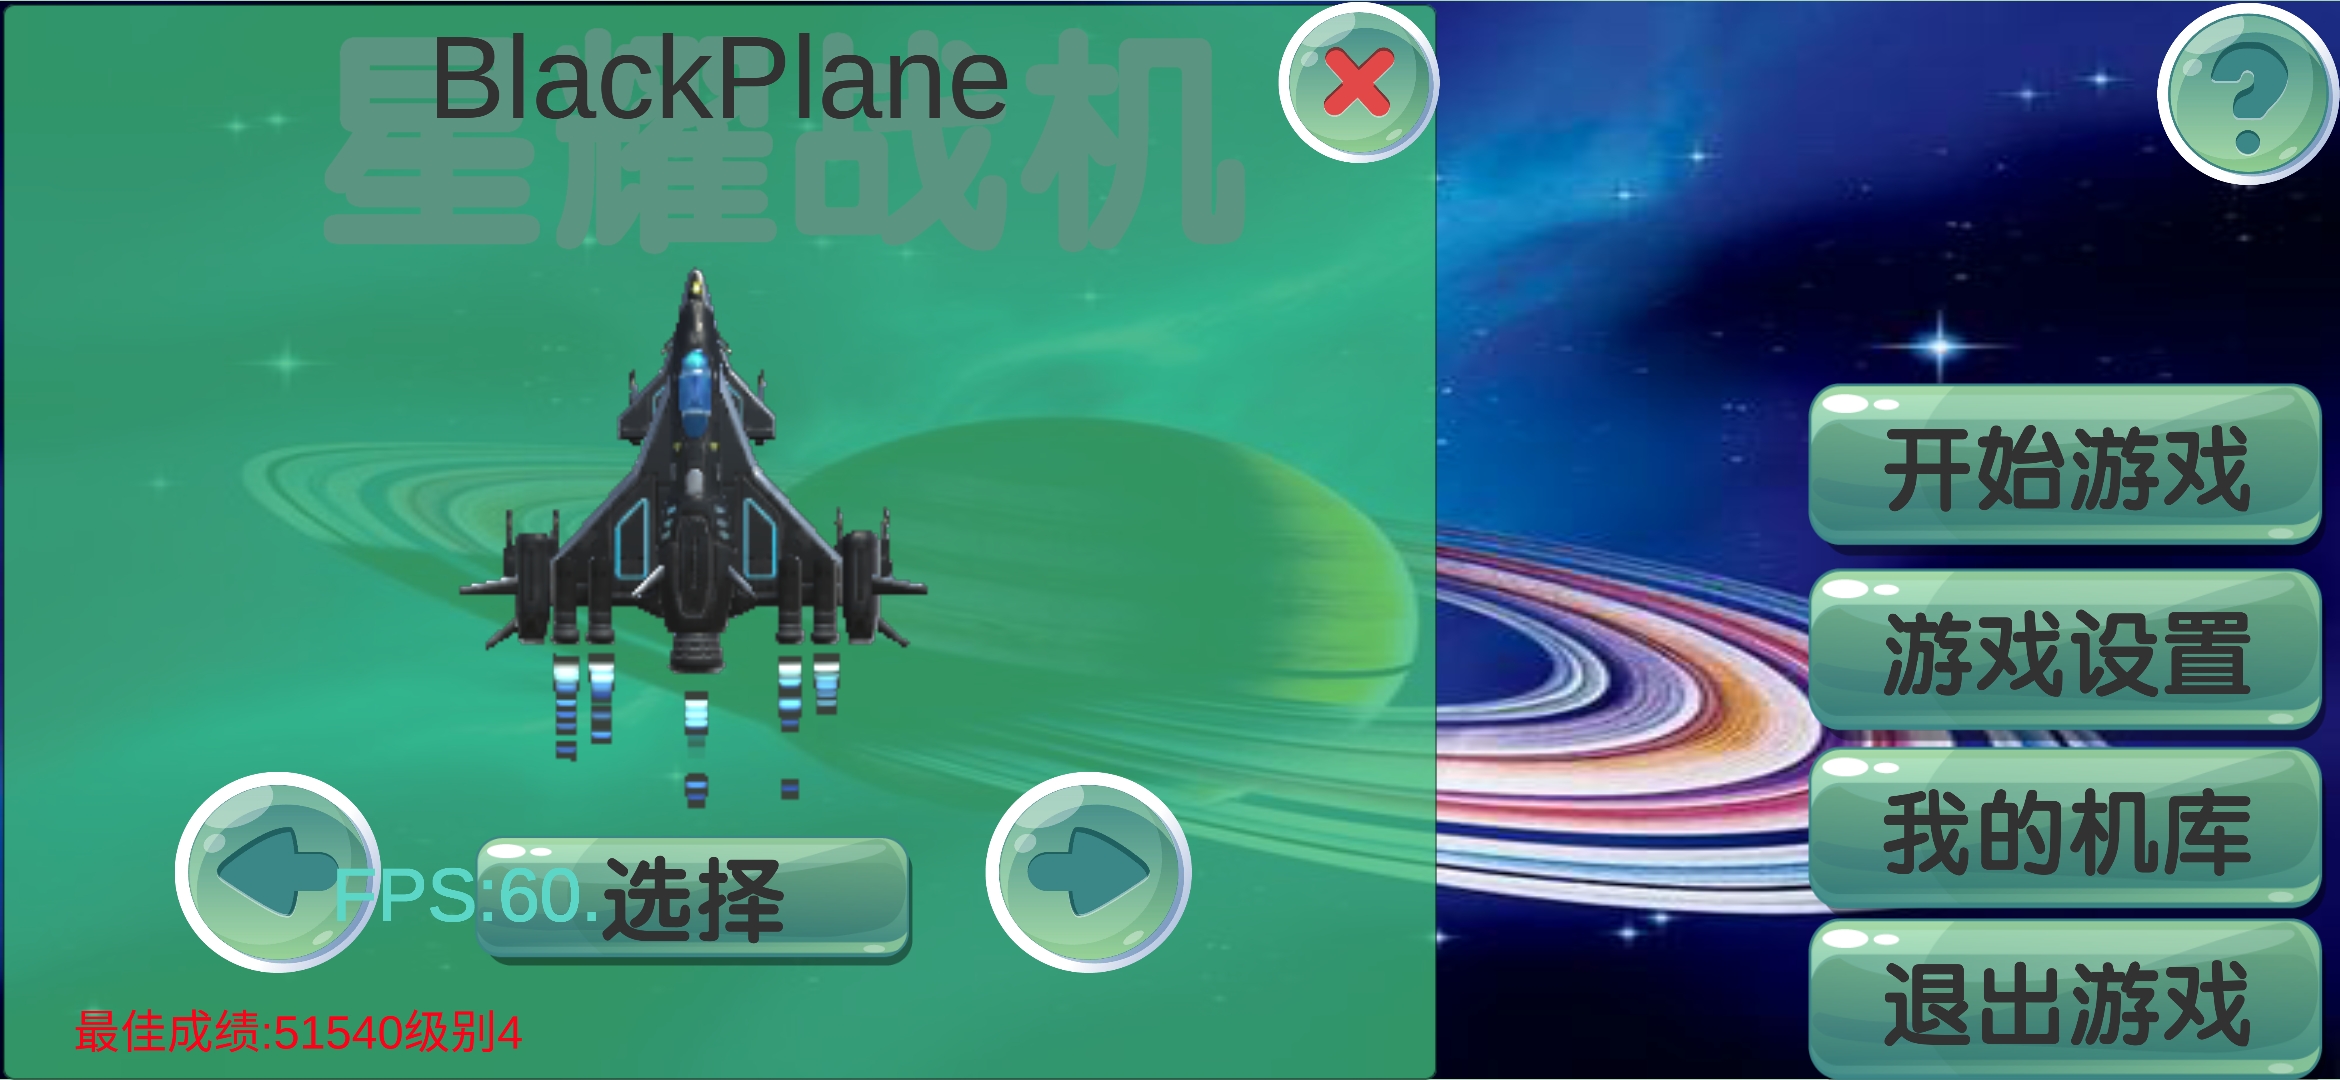 BlackPlane
星耀战机
开始游戏
游戏设置
我的机库
FPS:60.
选择
退出游戏
最佳成绩:51540级别4